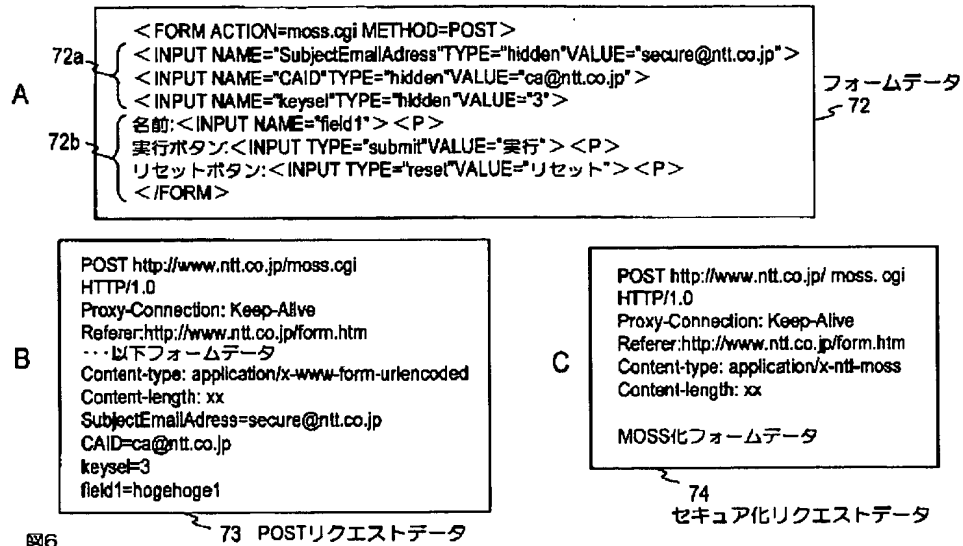 A
72a
<FORM ACTION=moss.cgi METHOD=POST>
<INPUT NAME="SubjectEmailAdress"TYPE="hidden"VALUE="secure@ntt.co.jp">
<INPUT NAME="CAID"TYPE="hidden"VALUE="ca@ntt.co.jp">
<INPUT NAME="keysel"TYPE="hidden"VALUE="3">
72b
名前:<INPUT NAME="field1"><P>
実行ボタン:<INPUT TYPE="submit"VALUE="実行"><P>
リセットボタン:<INPUT TYPE="reset"VALUE="リセット"><P>
</FORM>
フォームデータ
72
B
POST http://www.ntt.co.jp/moss.cgi
HTTP/1.0
Proxy-Connection: Keep-Alive
Referer:http://www.ntt.co.jp/form.htm
・・・以下フォームデータ
Content-type: application/x-www-form-urlencoded
Content-length: xx
SubjectEmailAdress=secure@ntt.co.jp
CAID=ca@ntt.co.jp
keysel=3
field1=hogehoge1
73 POSTリクエストデータ
C
POST http://www.ntt.co.jp/ moss. cgi
HTTP/1.0
Proxy-Connection: Keep-Alive
Referer:http://www.ntt.co.jp/form.htm
Content-type: application/x-ntt-moss
Content-length: xx
MOSS化フォームデータ
74
セキュア化リクエストデータ
図6